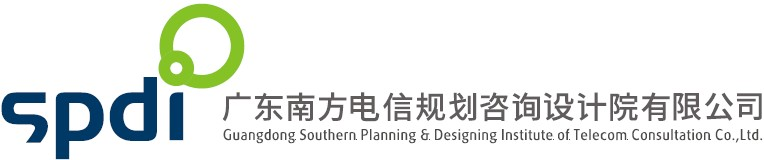 spdi
广东南方电信规划咨询设计院有限公司
Guangdong Southern Planning & Designing Institute of Telecom Consultation Co.,Ltd.